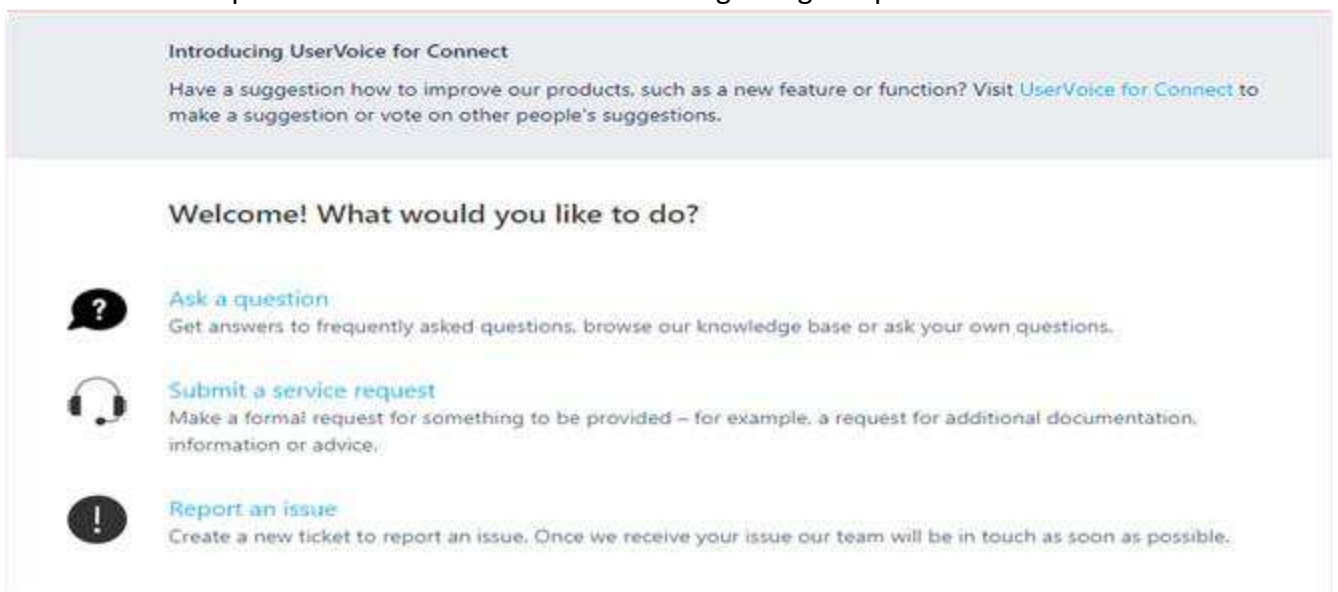 Introducing UserVoice for Connect
Have a suggestion how to improve our products, such as a new feature or function? Visit UserVoice for Connect to
make a suggestion or vote on other people's suggestions.
Welcome! What would you like to do?
?
Ask a question
Get answers to frequently asked questions, browse our knowledge base or ask your own questions.
Submit a service request
Make a formal request for something to be provided – for example, a request for additional documentation,
information or advice.
!
Report an issue
Create a new ticket to report an issue. Once we receive your issue our team will be in touch as soon as possible.